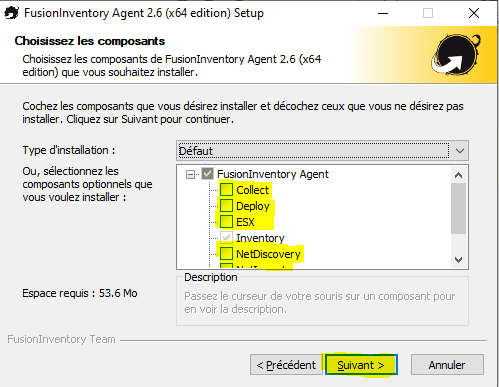 FusionInventory Agent 2.6 (x64 edition) Setup
Choisissez les composants
Choisissez les composants de FusionInventory Agent 2.6 (x64
edition) que vous souhaitez installer.
Cochez les composants que vous désirez installer et décochez ceux que vous ne désirez pas
installer. Cliquez sur Suivant pour continuer.
Type d'installation :
Défaut
Ou, sélectionnez les
composants optionnels que
vous voulez installer :
FusionInventory Agent
Collect
Deploy
ESX
Inventory
NetDiscovery
Espace requis : 53.6 Mo
Description
Passez le curseur de votre souris sur un composant pour
en voir la description.
FusionInventory Team
< Précédent
Suivant >
Annuler